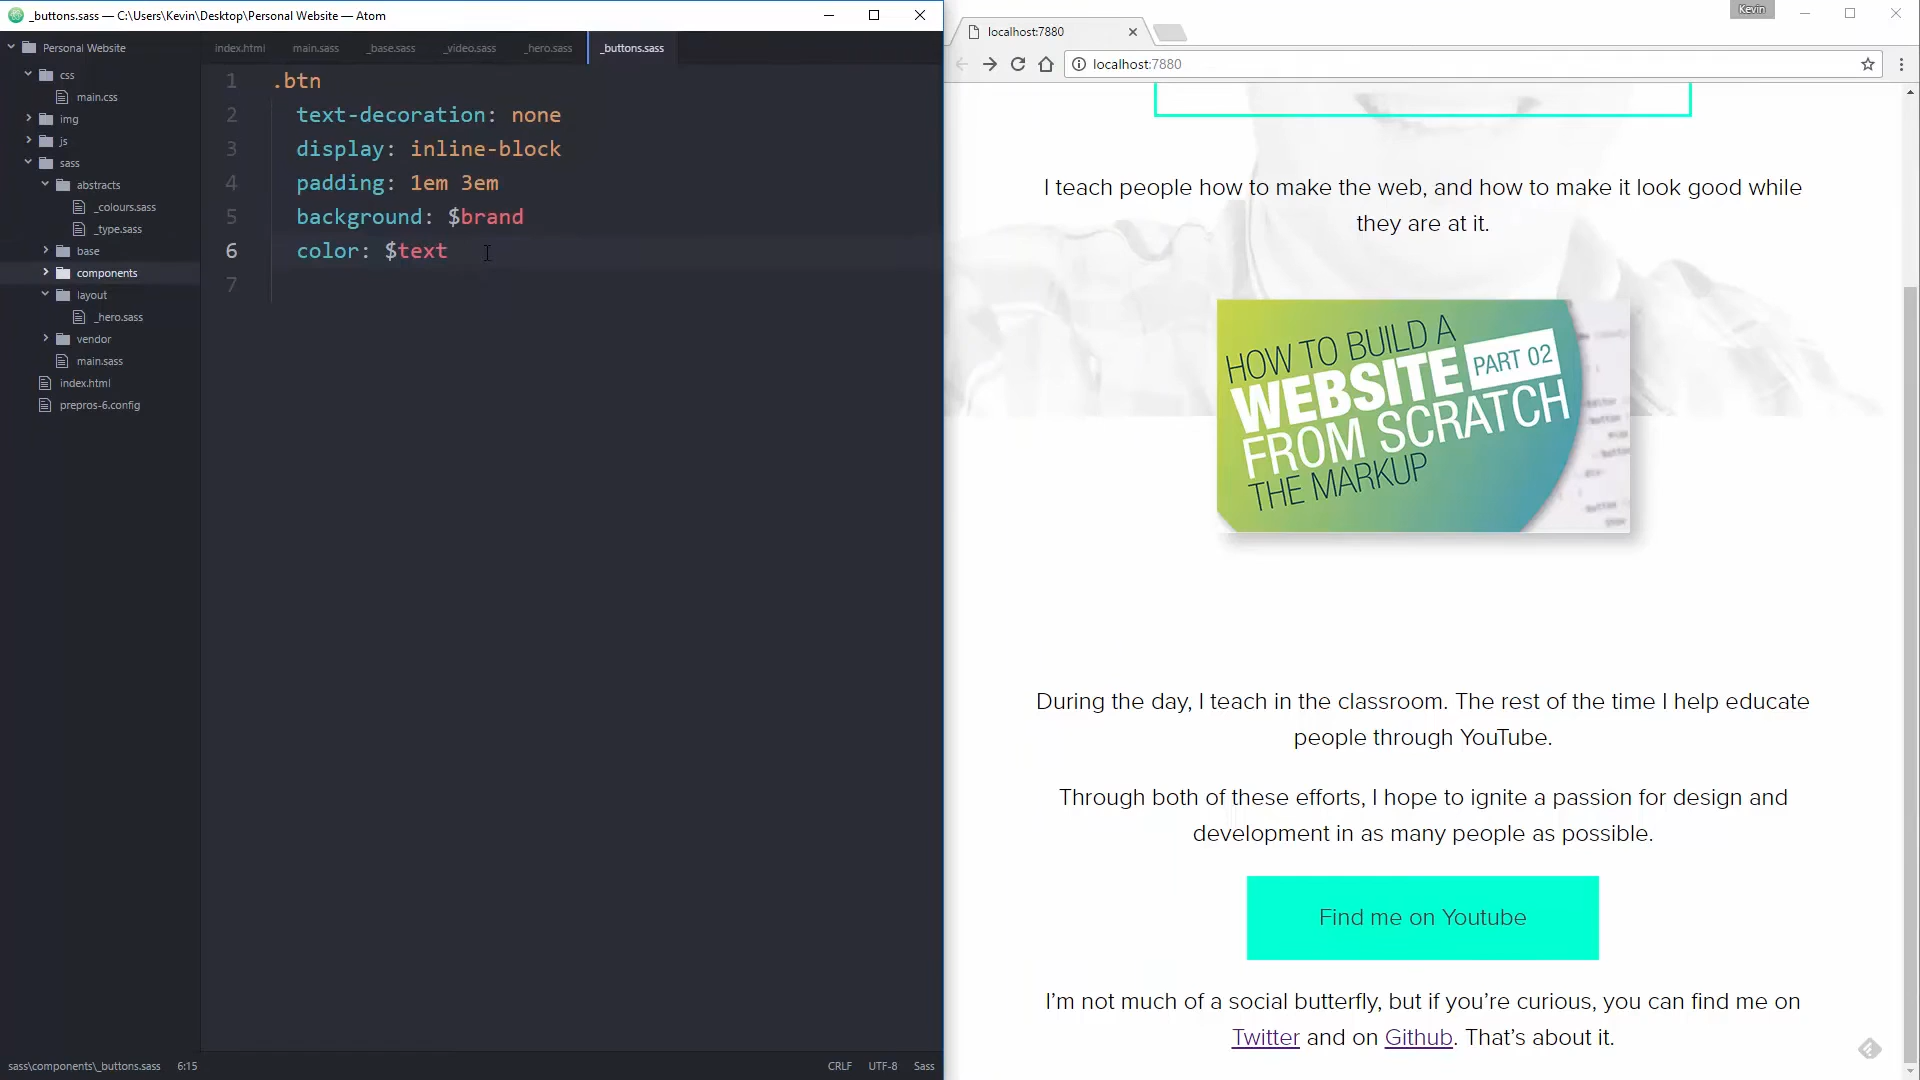 _buttons.sass — C:\Users\Kevin\Desktop\Personal Website — Atom
Personal Website
css
main.css
img
js
sass
abstracts
_colours.sass
_type.sass
base
components
layout
_hero.sass
vendor
main.sass
index.html
prepros-6.config
index.html
main.sass
_base.sass
_video.sass
_hero.sass
_buttons.sass
1 .btn
2 text-decoration: none
3 display: inline-block
4 padding: 1em 3em
5 background: $brand
6 color: $text
7
sass\components\_buttons.sass 6:15
CRLF UTF-8 Sass
Kevin
localhost:7880
localhost:7880
I teach people how to make the web, and how to make it look good while
they are at it.
HOW TO BUILD A
WEBSITE PART 02
FROM SCRATCH
THE MARKUP
During the day, I teach in the classroom. The rest of the time I help educate
people through YouTube.
Through both of these efforts, I hope to ignite a passion for design and
development in as many people as possible.
Find me on Youtube
I’m not much of a social butterfly, but if you’re curious, you can find me on
Twitter and on Github. That’s about it.